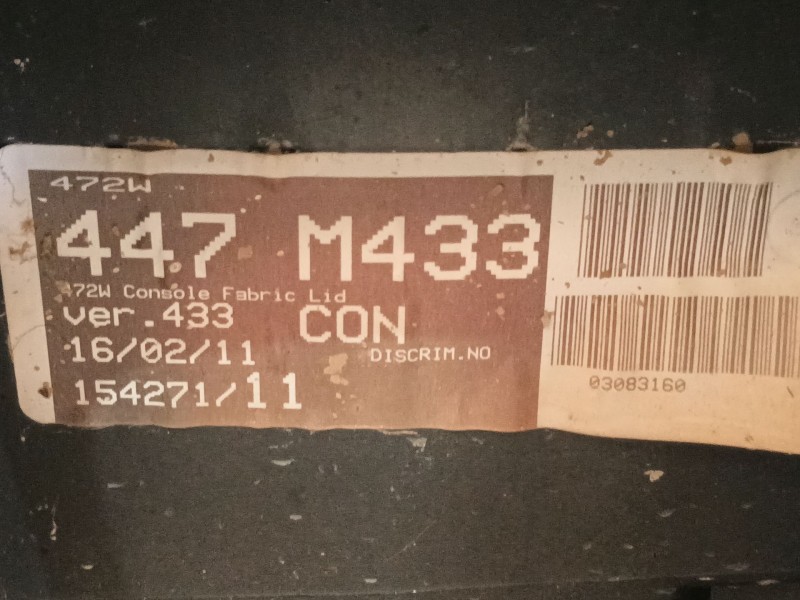 472W
447 M433
472W Console Fabric Lid
ver.433 CON
16/02/11 DISCRIM.NO
154271/11
03083160